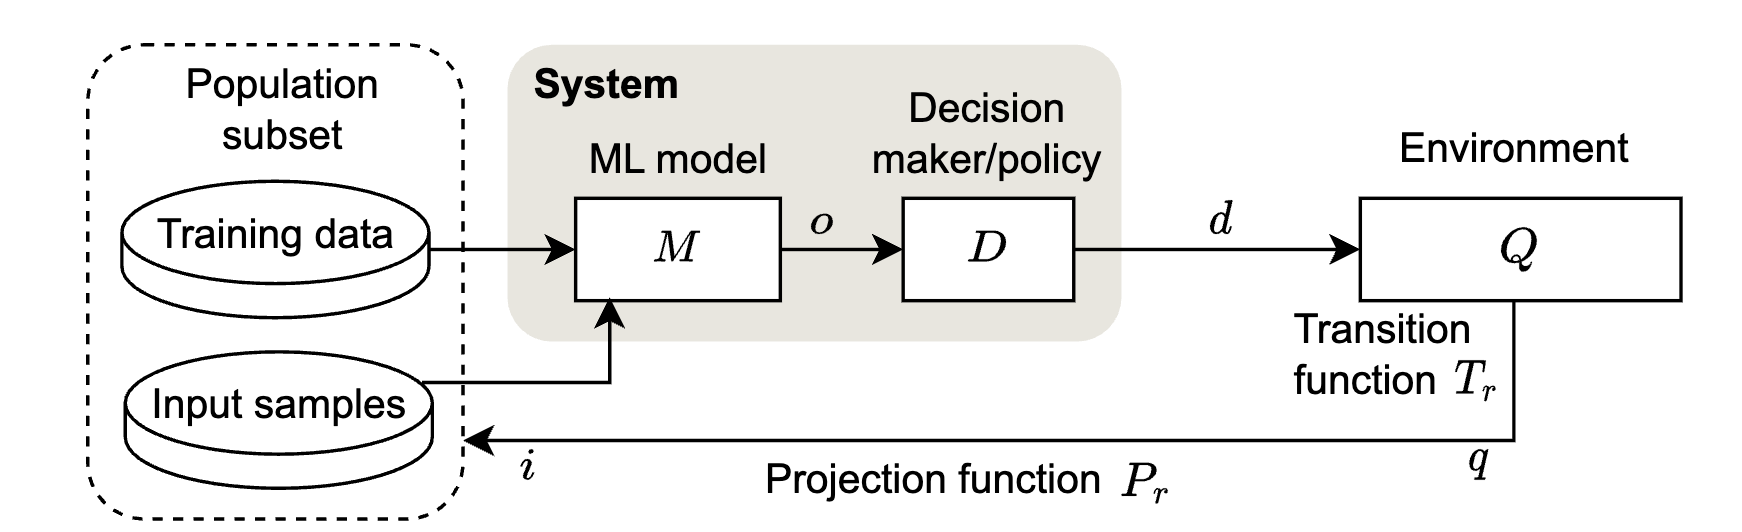 Population
subset
Training data
Input samples
System
ML model
M
o
Decision
maker/policy
D
d
Environment
Q
Transition
function T_r
q
Projection function P_r
i